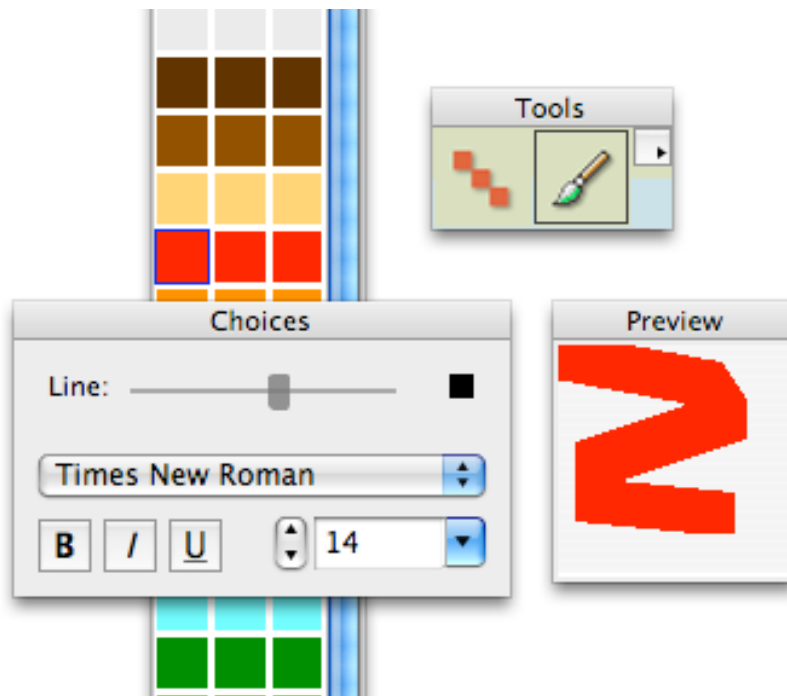 Tools
Choices
Preview
Line:
Times New Roman
B I U 14